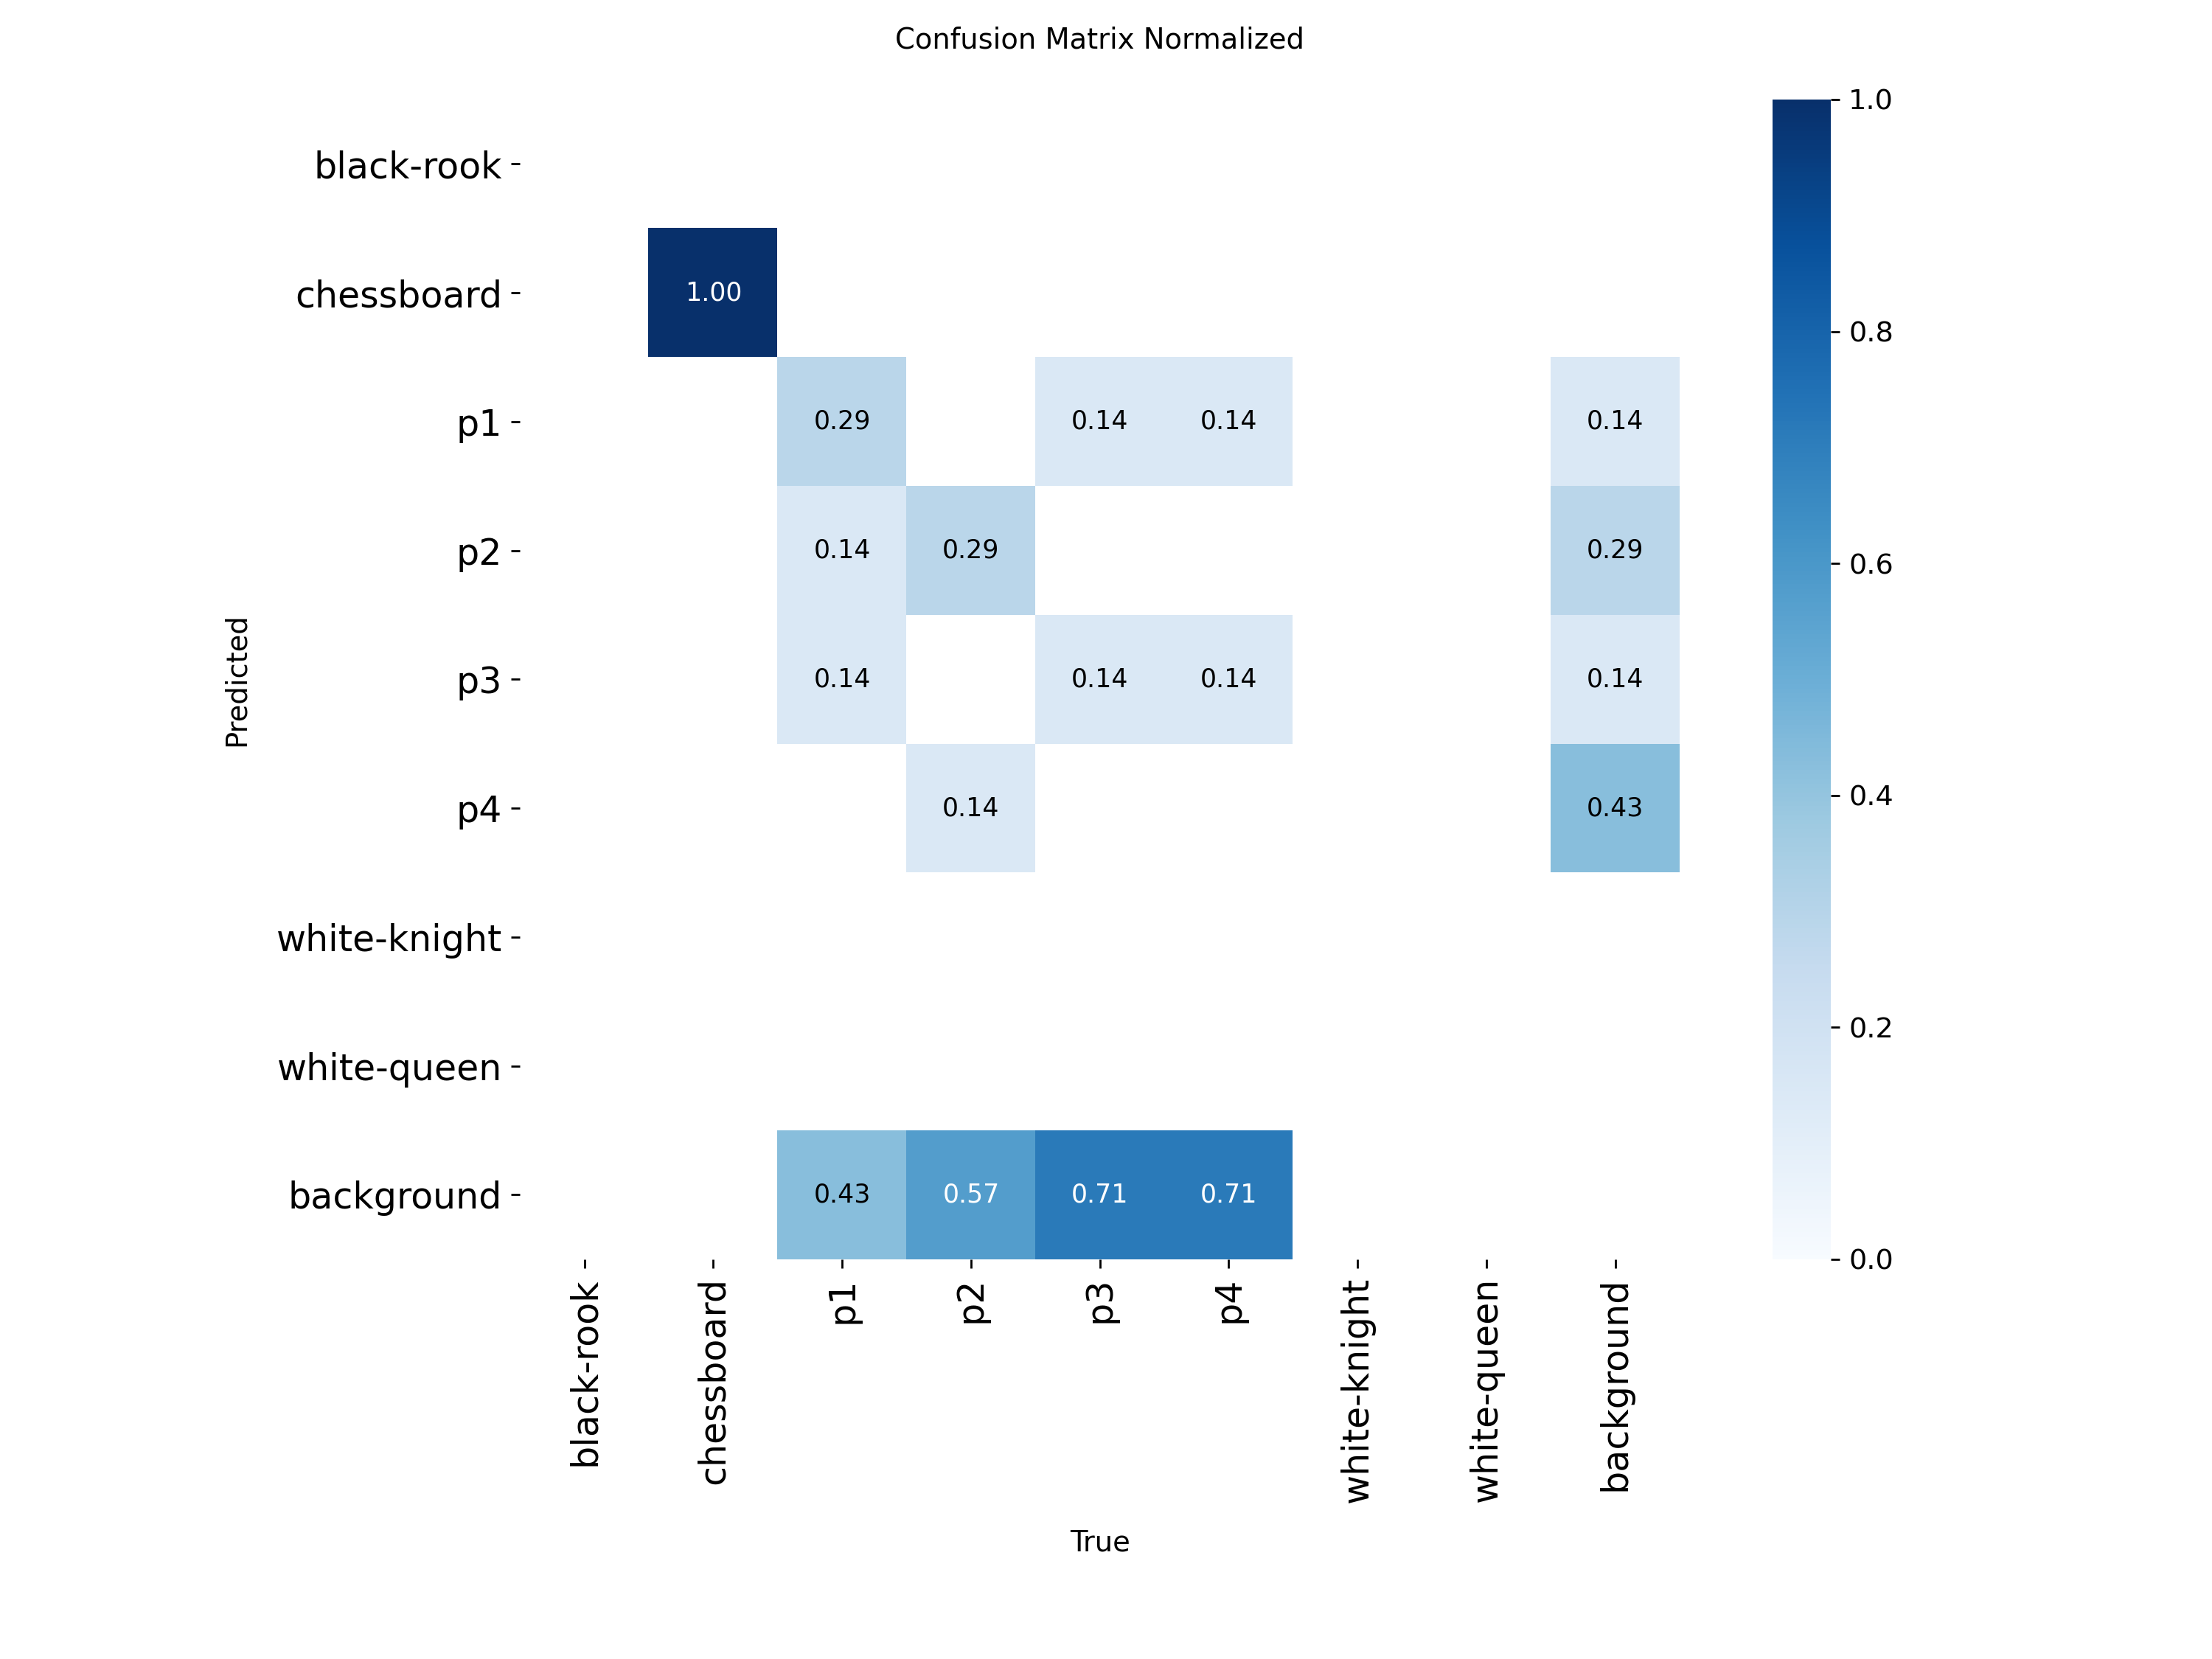 Confusion Matrix Normalized
black-rook
chessboard
p1
p2
p3
p4
white-knight
white-queen
background
Predicted
1.00
0.29 0.14 0.14 0.14
0.14 0.29 0.29
0.14 0.14 0.14 0.14
0.14 0.43
0.43 0.57 0.71 0.71
black-rook
chessboard
p1
p2
p3
p4
white-knight
white-queen
background
True
1.0
0.8
0.6
0.4
0.2
0.0